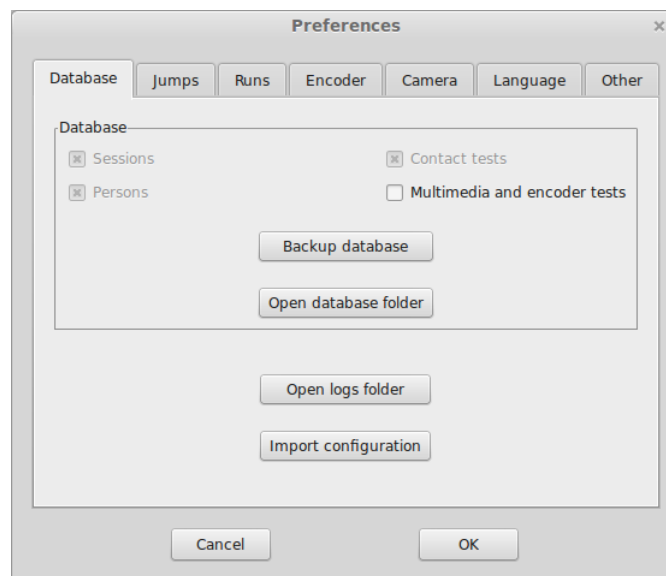 Preferences
Database Jumps Runs Encoder Camera Language Other
Database
Sessions Contact tests
Persons Multimedia and encoder tests
Backup database
Open database folder
Open logs folder
Import configuration
Cancel OK